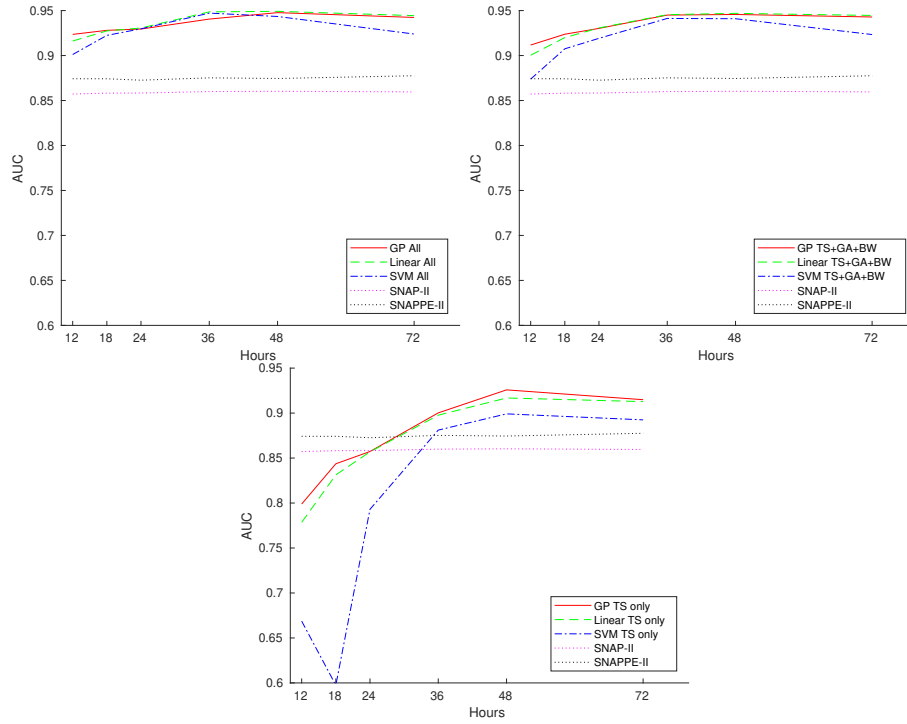 0.95
0.9
0.85
0.8
0.75
0.7
0.65
0.6
AUC
12 18 24 36 48 72
Hours
GP All
Linear All
SVM All
SNAP-II
SNAPPE-II
0.95
0.9
0.85
0.8
0.75
0.7
0.65
0.6
AUC
12 18 24 36 48 72
Hours
GP TS+GA+BW
Linear TS+GA+BW
SVM TS+GA+BW
SNAP-II
SNAPPE-II
0.95
0.9
0.85
0.8
0.75
0.7
0.65
0.6
AUC
12 18 24 36 48 72
Hours
GP TS only
Linear TS only
SVM TS only
SNAP-II
SNAPPE-II